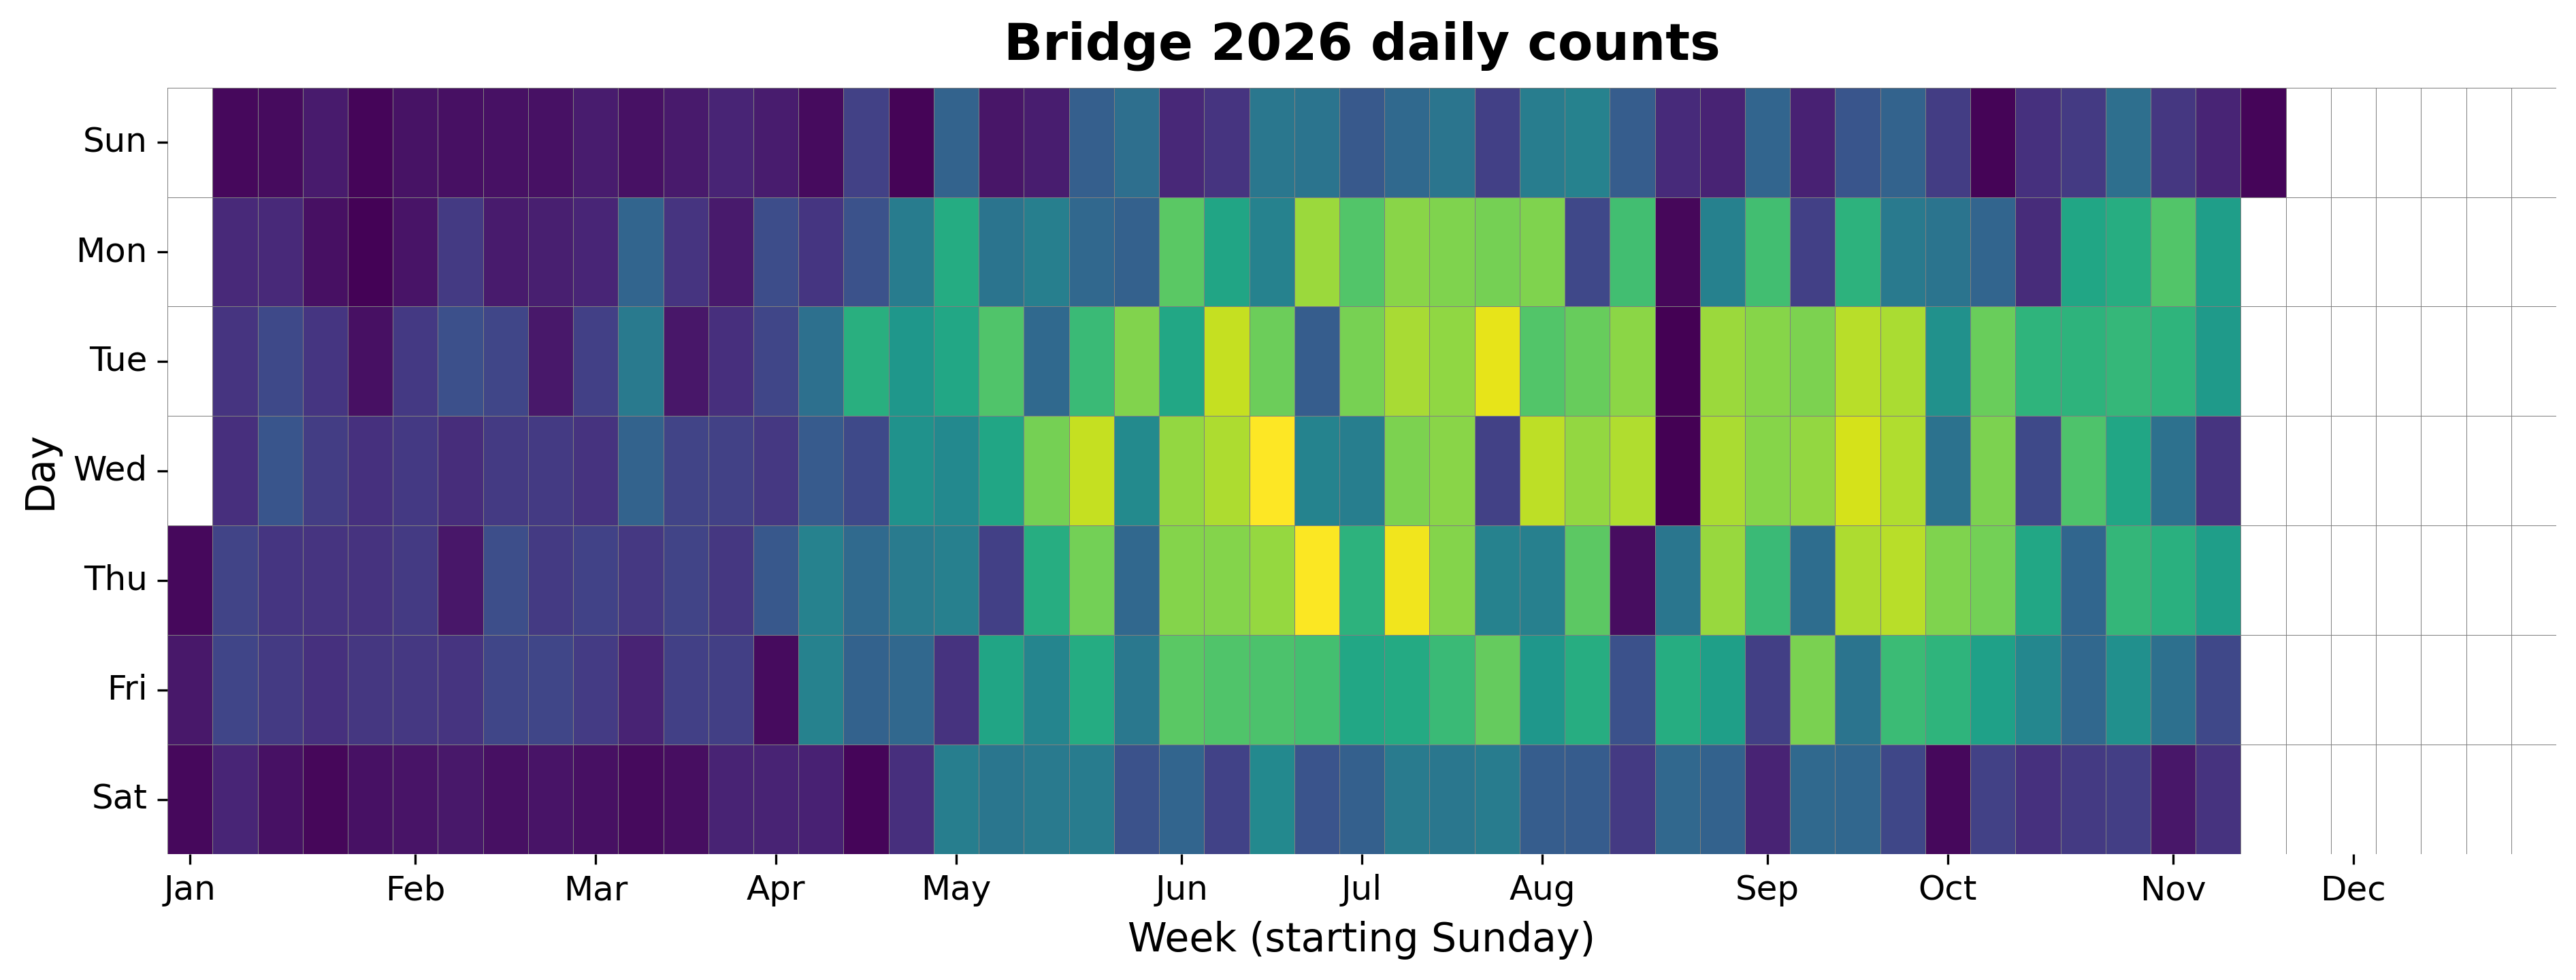 Bridge 2026 daily counts
Day
Sun
Mon
Tue
Wed
Thu
Fri
Sat
Jan Feb Mar Apr May Jun Jul Aug Sep Oct Nov Dec
Week (starting Sunday)